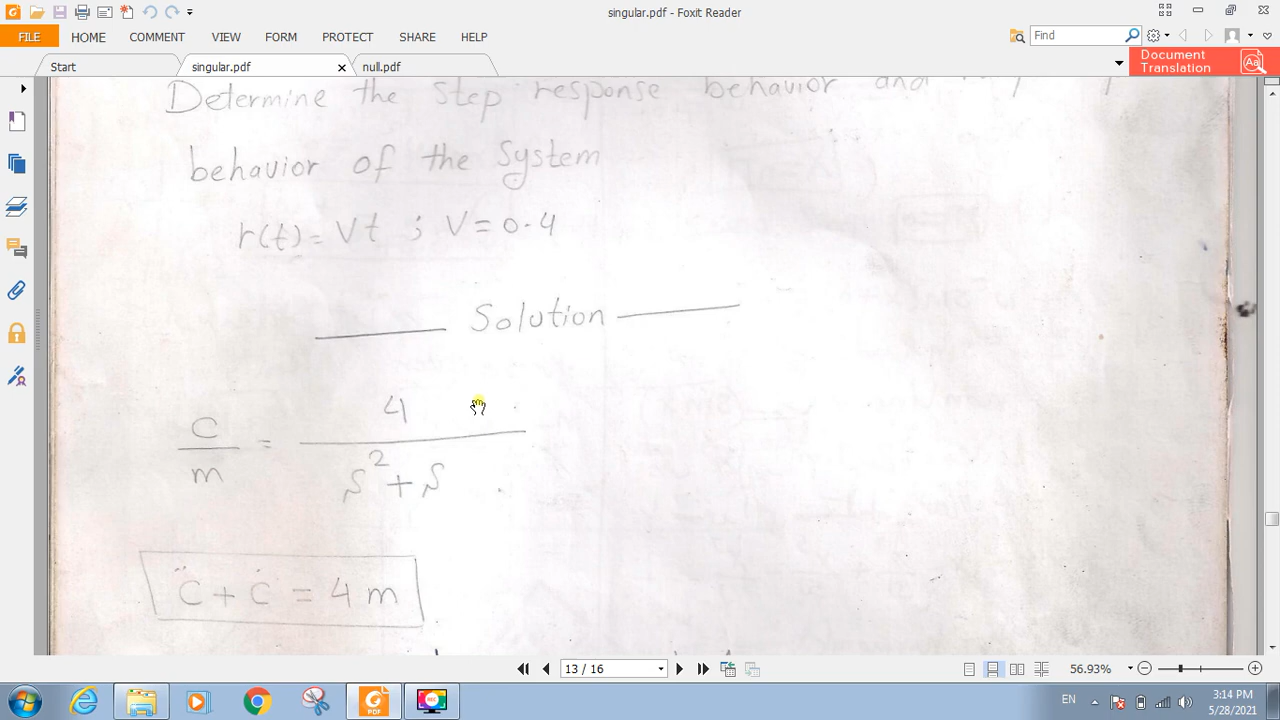 singular.pdf - Foxit Reader
FILE HOME COMMENT VIEW FORM PROTECT SHARE HELP
Find
Start singular.pdf null.pdf
Document
Translation
Determine the step response behavior and
behavior of the system
r(t) = Vt ; V = 0.4
Solution
C/m = 4/(s² + s)
C̈ + Ċ = 4 m
13 / 16
56.93%
EN
3:14 PM
5/28/2021